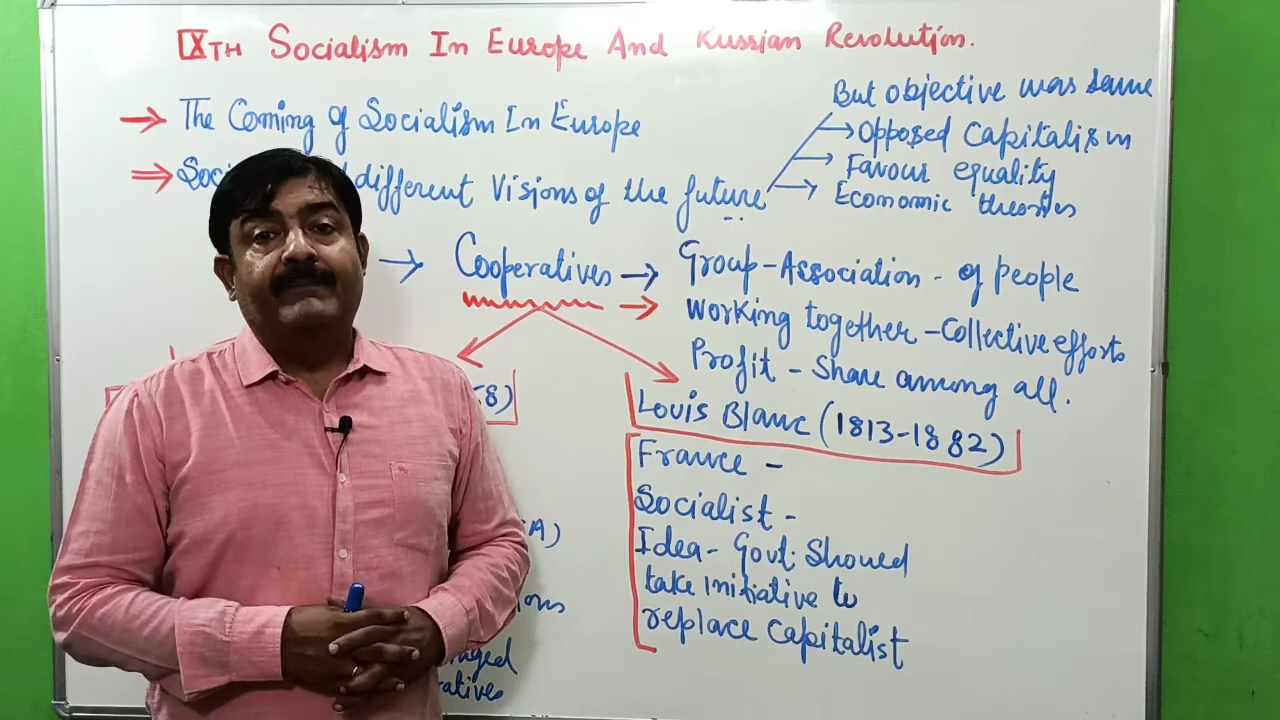 IXTH Socialism In Europe And Russian Revolution.
→ The Coming of Socialism In Europe
But objective was same
→ Opposed Capitalism
→ Favour equality
→ Economic theories
⇒ different Visions of the future
→ Cooperatives → Group-Association - of people
→ Working together - Collective efforts
Profit - Share among all.
58)
Louis Blanc (1813-1882)
France -
Socialist -
Idea - Govt. Should
take initiative to
replace Capitalist